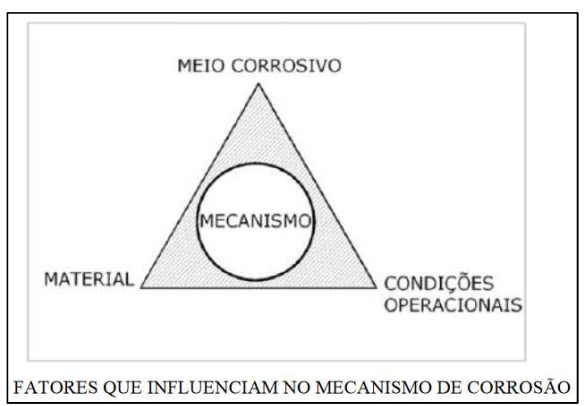 MEIO CORROSIVO
MECANISMO
MATERIAL
CONDIÇÕES
OPERACIONAIS
FATORES QUE INFLUENCIAM NO MECANISMO DE CORROSÃO